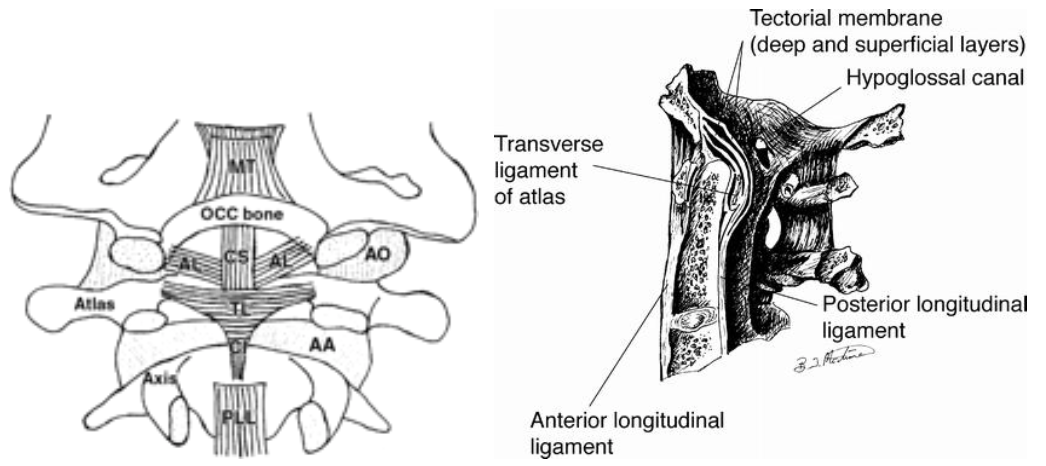 MT
OCC bone
AL
CS
AL
AO
Atlas
TL
CI
AA
Axis
PLL
Tectorial membrane
(deep and superficial layers)
Hypoglossal canal
Transverse
ligament
of atlas
Posterior longitudinal
ligament
Anterior longitudinal
ligament